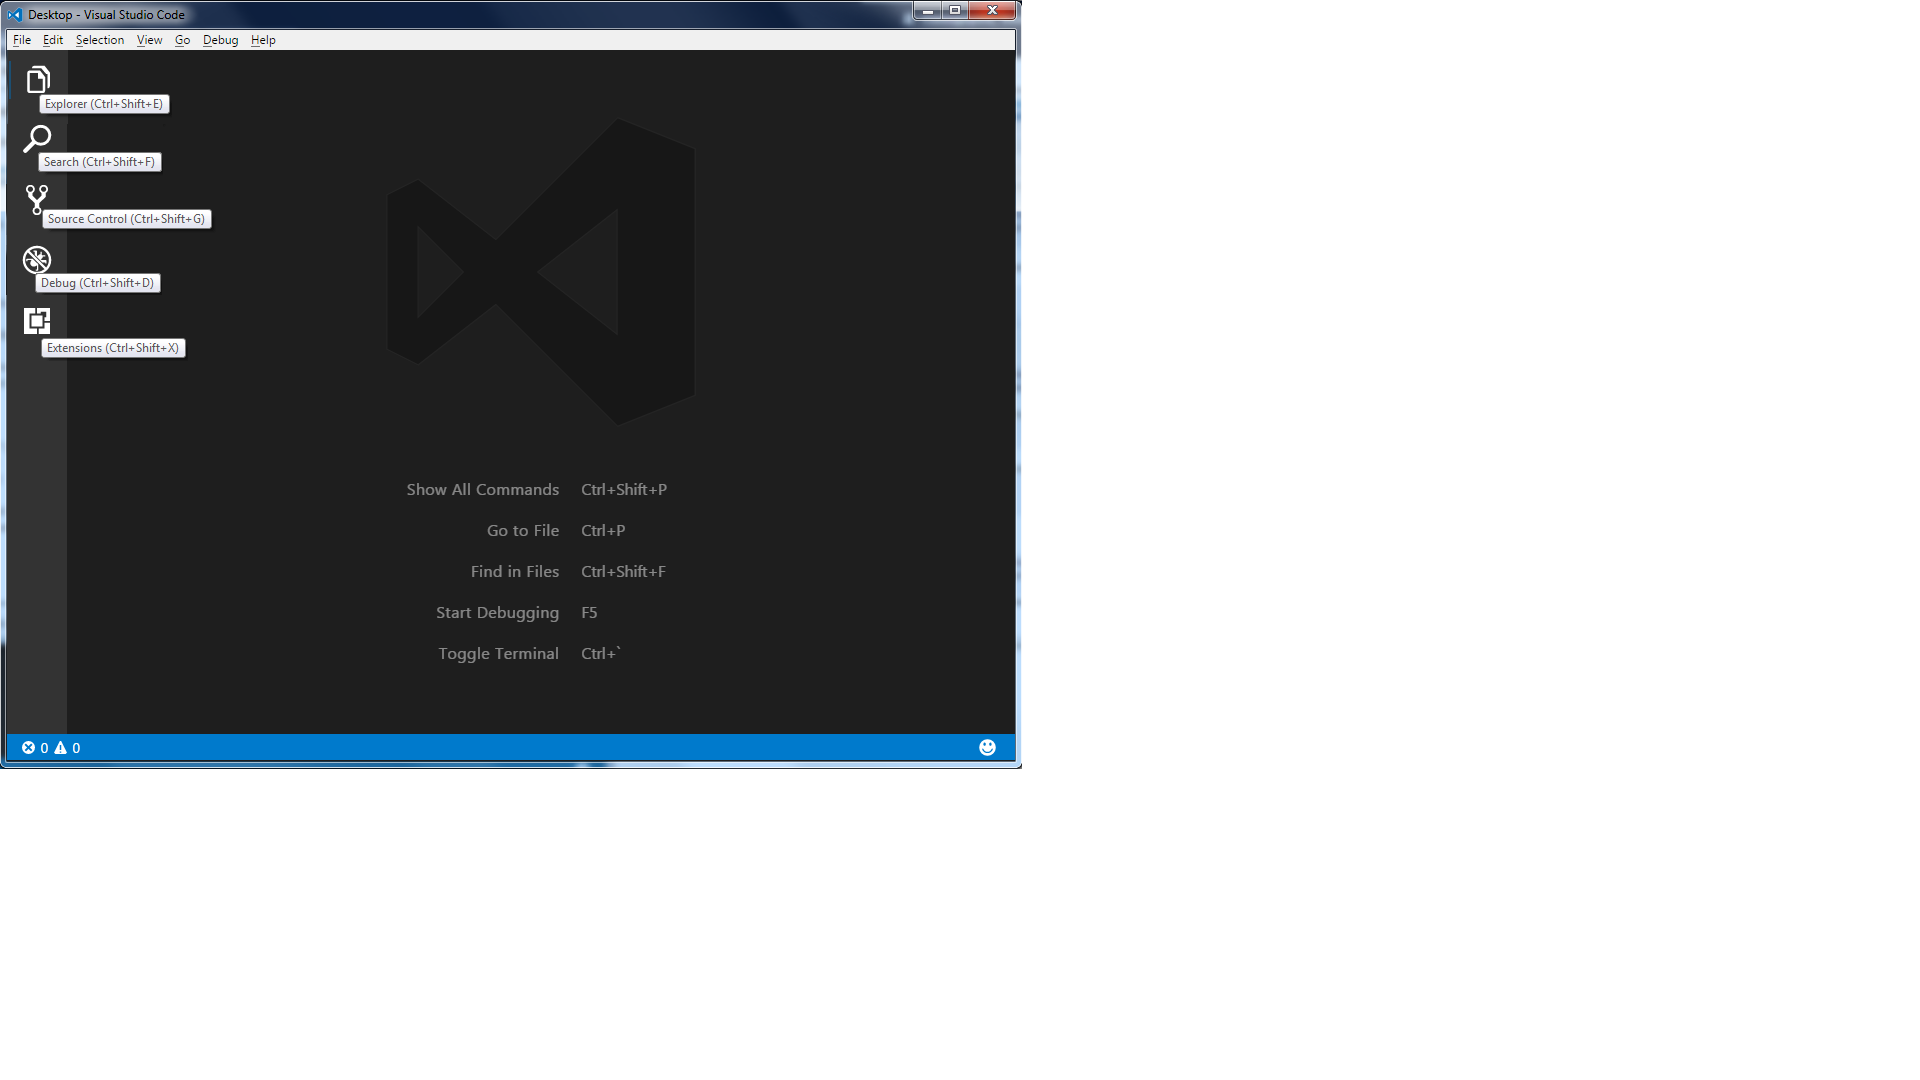 Desktop - Visual Studio Code
File Edit Selection View Go Debug Help
Explorer (Ctrl+Shift+E)
Search (Ctrl+Shift+F)
Source Control (Ctrl+Shift+G)
Debug (Ctrl+Shift+D)
Extensions (Ctrl+Shift+X)
Show All Commands Ctrl+Shift+P
Go to File Ctrl+P
Find in Files Ctrl+Shift+F
Start Debugging F5
Toggle Terminal Ctrl+`
0 0